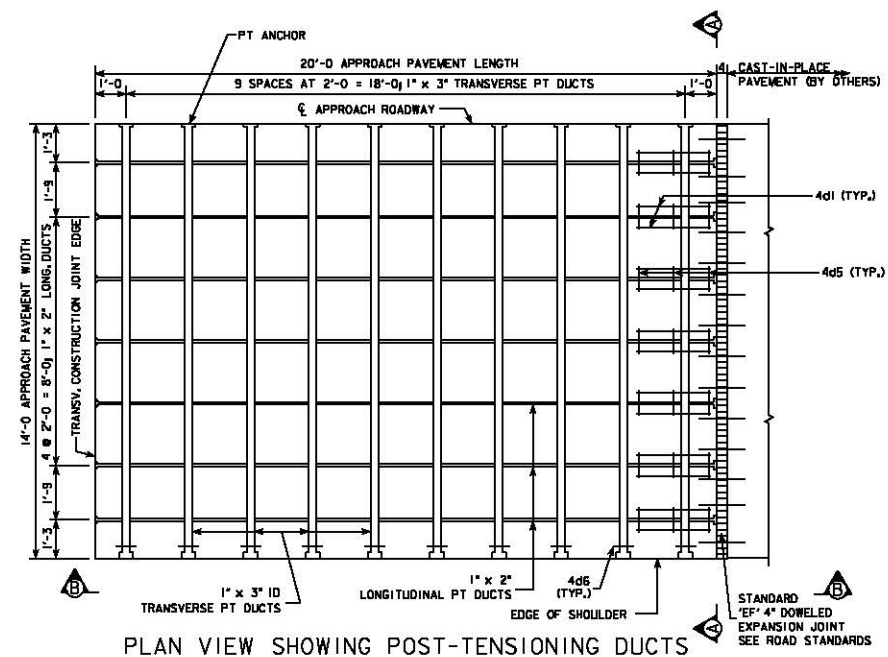 A
PT ANCHOR
20'-0 APPROACH PAVEMENT LENGTH
4
CAST-IN-PLACE
PAVEMENT (BY OTHERS)
1'-0
9 SPACES AT 2'-0 = 18'-0; 1" x 3" TRANSVERSE PT DUCTS
1'-0
℄ APPROACH ROADWAY
14'-0 APPROACH PAVEMENT WIDTH
1'-3
1'-9
4 @ 2'-0 = 8'-0; 1" x 2" LONG. DUCTS
1'-9
1'-3
TRANSV. CONSTRUCTION JOINT EDGE
4d1 (TYP.)
4d5 (TYP.)
B
1" x 3" ID
TRANSVERSE PT DUCTS
1" x 2"
LONGITUDINAL PT DUCTS
4d6
(TYP.)
EDGE OF SHOULDER
A
STANDARD
'EF' 4" DOWELED
EXPANSION JOINT
SEE ROAD STANDARDS
B
PLAN VIEW SHOWING POST-TENSIONING DUCTS